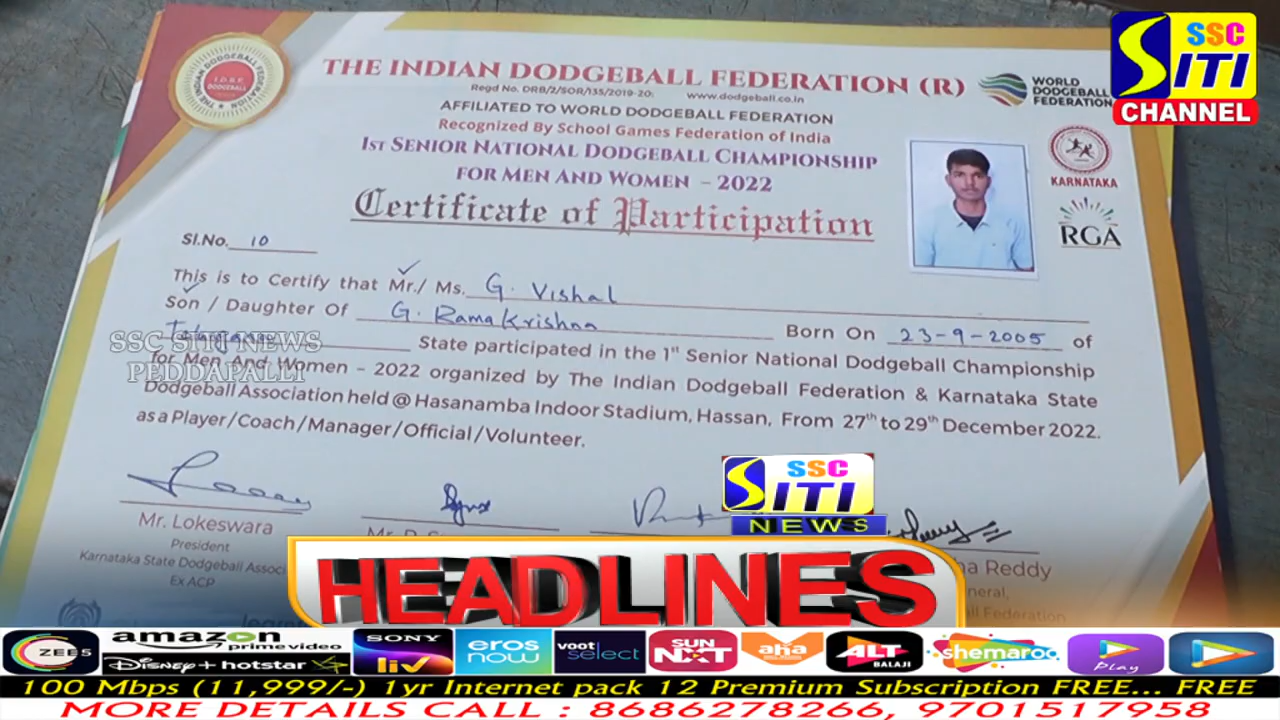 THE INDIAN DODGEBALL FEDERATION (R)
Regd No. DRB/2/SOR/135/2019-20; www.dodgeball.co.in
AFFILIATED TO WORLD DODGEBALL FEDERATION
Recognized By School Games Federation of India
1ST SENIOR NATIONAL DODGEBALL CHAMPIONSHIP
FOR MEN AND WOMEN – 2022
Certificate of Participation
WORLD
DODGEBALL
FEDERATION
KARNATAKA
RGA
SSC
SITI
CHANNEL
Sl.No. 10
This is to Certify that Mr./ Ms. G. Vishal
Son / Daughter Of G. Rama Krishna Born On 23-9-2005 of
Telangana State participated in the 1st Senior National Dodgeball Championship
for Men And Women – 2022 organized by The Indian Dodgeball Federation & Karnataka State
Dodgeball Association held @ Hasanamba Indoor Stadium, Hassan, From 27th to 29th December 2022.
as a Player/Coach/Manager/Official/Volunteer.
SSC SITI NEWS
PEDDAPALLI
Mr. Lokeswara
President
Karnataka State Dodgeball
Ex ACP
Reddy
SSC
SITI
NEWS
HEADLINES
ZEE5
amazon
prime video
Disney+ hotstar
SONY
liv
eros
now
voot
select
SUN
NXT
aha
ALT
BALAJI
shemaroo
Play
100 Mbps (11,999/-) 1yr Internet pack 12 Premium Subscription FREE... FREE
MORE DETAILS CALL : 8686278266, 9701517958